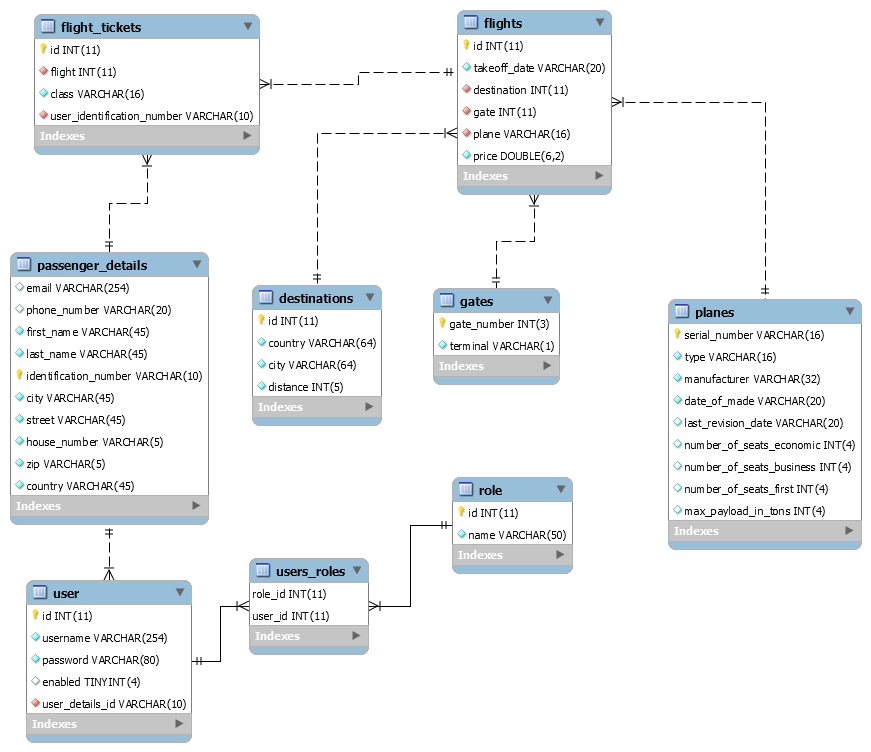 flight_tickets
id INT(11)
flight INT(11)
class VARCHAR(16)
user_identification_number VARCHAR(10)
Indexes
flights
id INT(11)
takeoff_date VARCHAR(20)
destination INT(11)
gate INT(11)
plane VARCHAR(16)
price DOUBLE(6,2)
Indexes
passenger_details
email VARCHAR(254)
phone_number VARCHAR(20)
first_name VARCHAR(45)
last_name VARCHAR(45)
identification_number VARCHAR(10)
city VARCHAR(45)
street VARCHAR(45)
house_number VARCHAR(5)
zip VARCHAR(5)
country VARCHAR(45)
Indexes
destinations
id INT(11)
country VARCHAR(64)
city VARCHAR(64)
distance INT(5)
Indexes
gates
gate_number INT(3)
terminal VARCHAR(1)
Indexes
planes
serial_number VARCHAR(16)
type VARCHAR(16)
manufacturer VARCHAR(32)
date_of_made VARCHAR(20)
last_revision_date VARCHAR(20)
number_of_seats_economic INT(4)
number_of_seats_business INT(4)
number_of_seats_first INT(4)
max_payload_in_tons INT(4)
Indexes
role
id INT(11)
name VARCHAR(50)
Indexes
users_roles
role_id INT(11)
user_id INT(11)
Indexes
user
id INT(11)
username VARCHAR(254)
password VARCHAR(80)
enabled TINYINT(4)
user_details_id VARCHAR(10)
Indexes